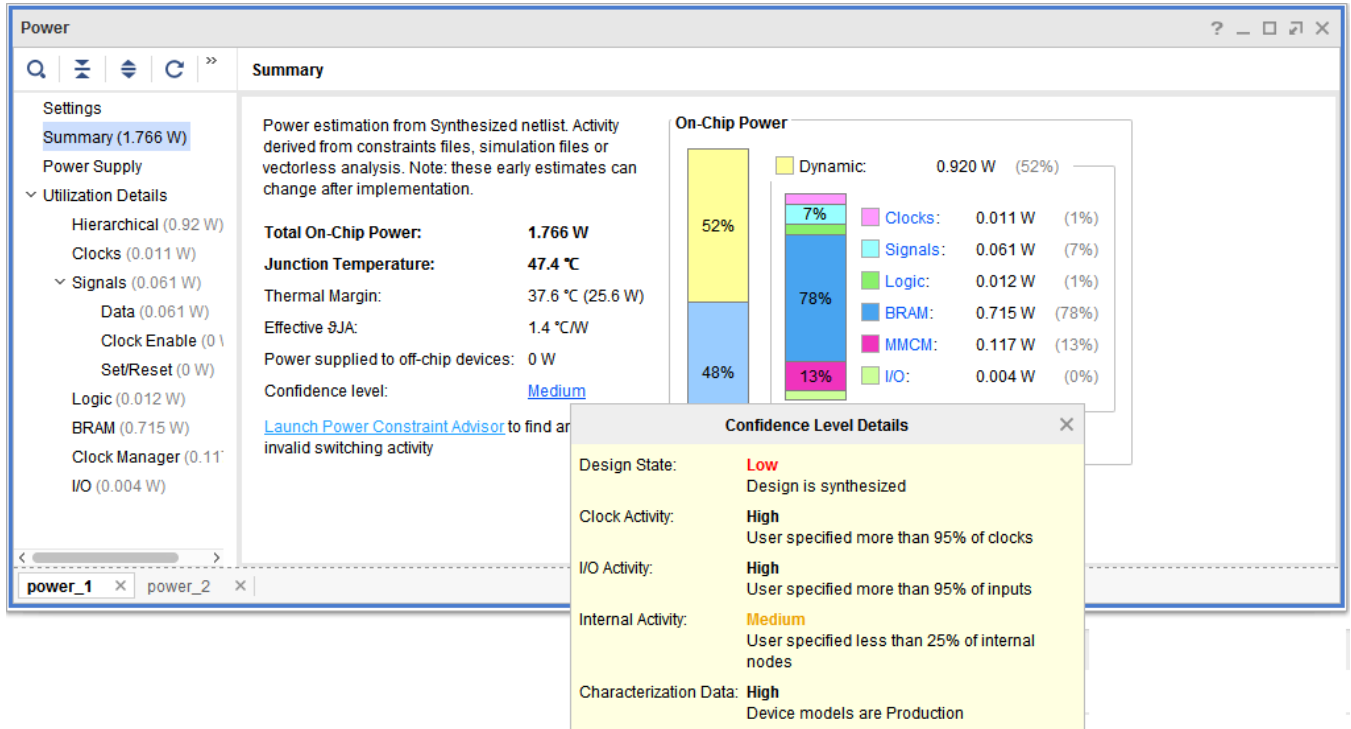 Power
Summary
Settings
Summary (1.766 W)
Power Supply
Utilization Details
Hierarchical (0.92 W)
Clocks (0.011 W)
Signals (0.061 W)
Data (0.061 W)
Clock Enable (0
Set/Reset (0 W)
Logic (0.012 W)
BRAM (0.715 W)
Clock Manager (0.11
I/O (0.004 W)
Power estimation from Synthesized netlist. Activity
derived from constraints files, simulation files or
vectorless analysis. Note: these early estimates can
change after implementation.
Total On-Chip Power: 1.766 W
Junction Temperature: 47.4 °C
Thermal Margin: 37.6 °C (25.6 W)
Effective ϑJA: 1.4 °C/W
Power supplied to off-chip devices: 0 W
Confidence level: Medium
Launch Power Constraint Advisor to find an
invalid switching activity
On-Chip Power
52%
48%
Dynamic: 0.920 W (52%)
7%
78%
13%
Clocks: 0.011 W (1%)
Signals: 0.061 W (7%)
Logic: 0.012 W (1%)
BRAM: 0.715 W (78%)
MMCM: 0.117 W (13%)
I/O: 0.004 W (0%)
Confidence Level Details
Design State: Low
Design is synthesized
Clock Activity: High
User specified more than 95% of clocks
I/O Activity: High
User specified more than 95% of inputs
Internal Activity: Medium
User specified less than 25% of internal
nodes
Characterization Data: High
Device models are Production
power_1
power_2